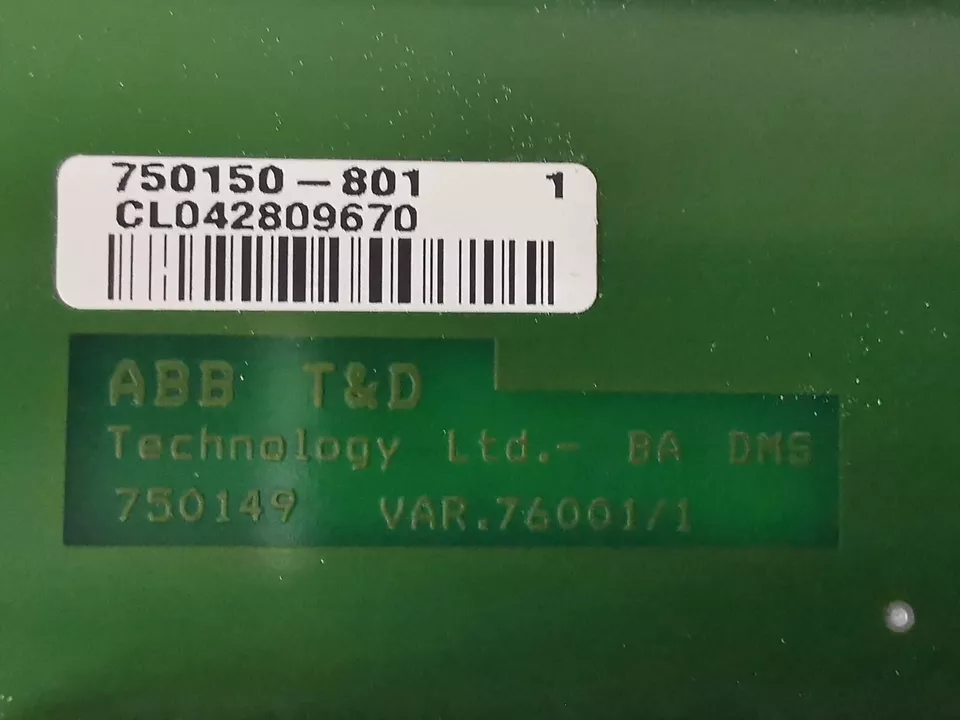 750150-801 1
CL042809670
ABB T&D
Technology Ltd.- BA DMS
750149 VAR.76001/1